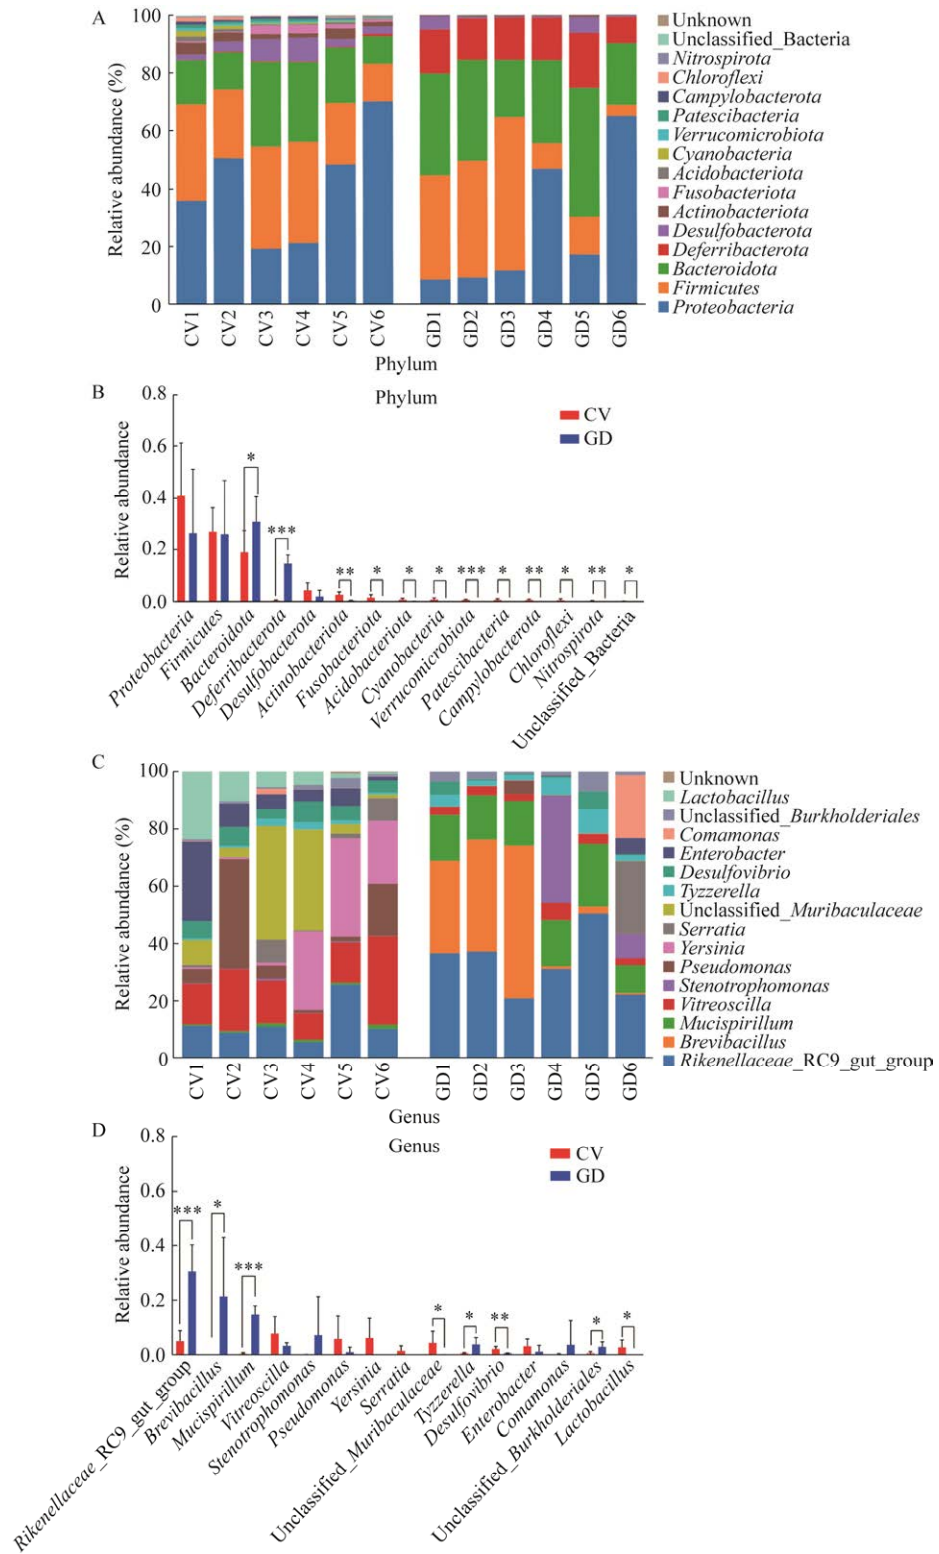 A
Relative abundance (%)
100
80
60
40
20
0
CV1
CV2
CV3
CV4
CV5
CV6
GD1
GD2
GD3
GD4
GD5
GD6
Phylum
Unknown
Unclassified_Bacteria
Nitrospirota
Chloroflexi
Campylobacterota
Patescibacteria
Verrucomicrobiota
Cyanobacteria
Acidobacteriota
Fusobacteriota
Actinobacteriota
Desulfobacterota
Deferribacterota
Bacteroidota
Firmicutes
Proteobacteria
B
Phylum
Relative abundance
0.8
0.6
0.4
0.2
0.0
CV
GD
*
***
**
*
*
*
***
*
**
*
**
*
Proteobacteria
Firmicutes
Bacteroidota
Deferribacterota
Desulfobacterota
Actinobacteriota
Fusobacteriota
Acidobacteriota
Cyanobacteria
Verrucomicrobiota
Patescibacteria
Campylobacterota
Chloroflexi
Nitrospirota
Unclassified_Bacteria
C
Relative abundance (%)
100
80
60
40
20
0
CV1
CV2
CV3
CV4
CV5
CV6
GD1
GD2
GD3
GD4
GD5
GD6
Genus
Unknown
Lactobacillus
Unclassified_Burkholderiales
Comamonas
Enterobacter
Desulfovibrio
Tyzzerella
Unclassified_Muribaculaceae
Serratia
Yersinia
Pseudomonas
Stenotrophomonas
Vitreoscilla
Mucispirillum
Brevibacillus
Rikenellaceae_RC9_gut_group
D
Genus
Relative abundance
0.8
0.6
0.4
0.2
0.0
CV
GD
***
*
***
*
*
**
*
*
Rikenellaceae_RC9_gut_group
Brevibacillus
Mucispirillum
Vitreoscilla
Stenotrophomonas
Pseudomonas
Yersinia
Serratia
Unclassified_Muribaculaceae
Tyzzerella
Desulfovibrio
Enterobacter
Comamonas
Unclassified_Burkholderiales
Lactobacillus